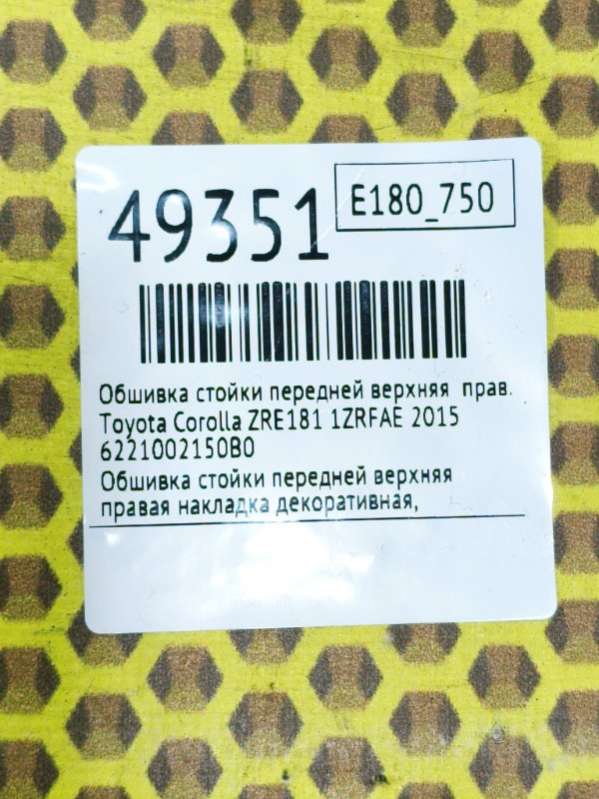 49351
E180_750
Обшивка стойки передней верхняя прав.
Toyota Corolla ZRE181 1ZRFAE 2015
6221002150B0
Обшивка стойки передней верхняя
правая накладка декоративная,